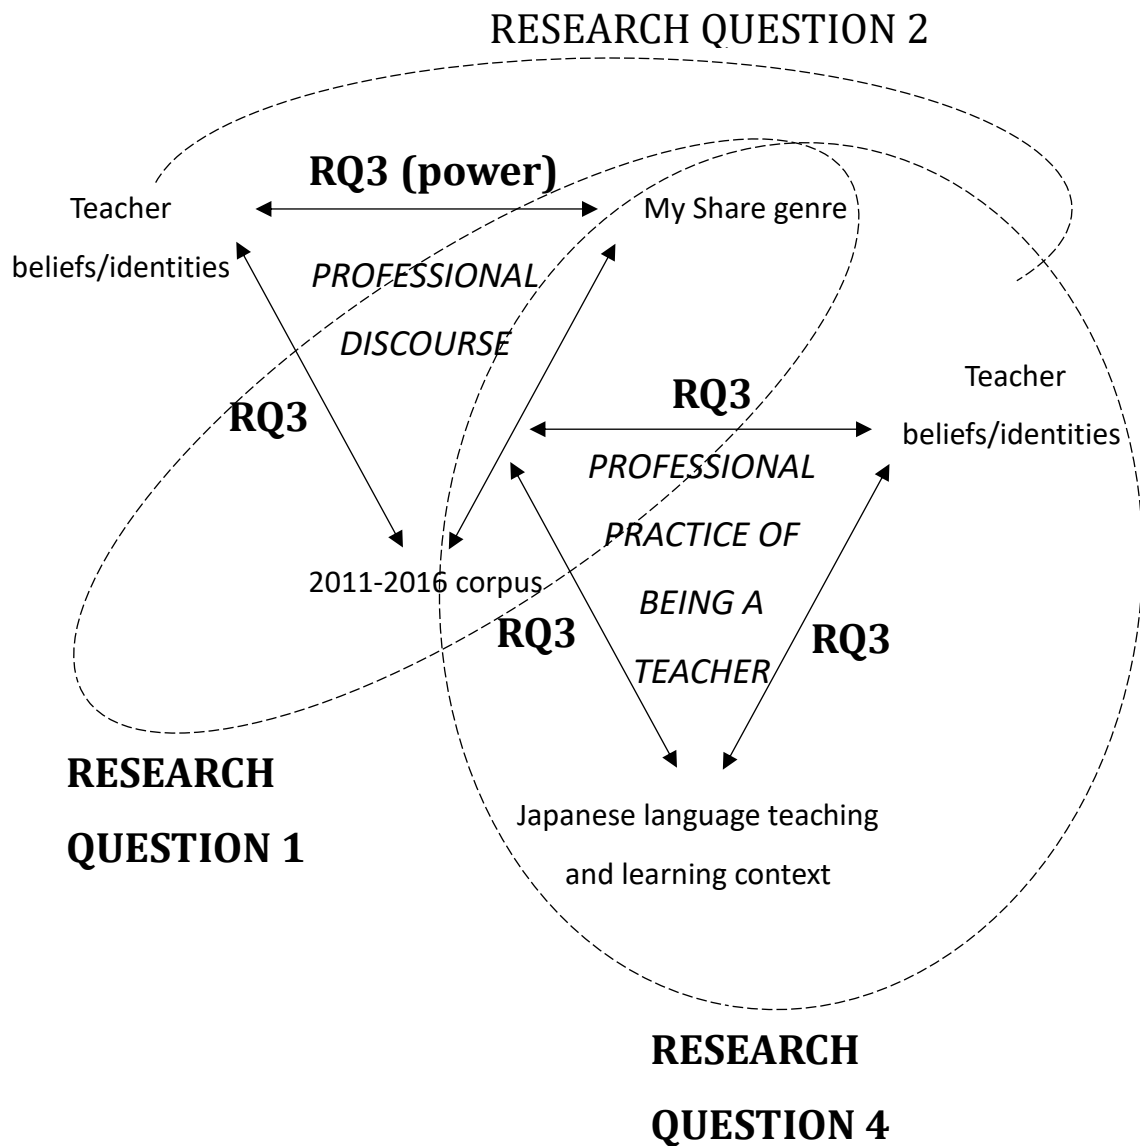 RESEARCH QUESTION 2
RQ3 (power)
Teacher
beliefs/identities
My Share genre
PROFESSIONAL
DISCOURSE
Teacher
beliefs/identities
RQ3
RQ3
PROFESSIONAL
PRACTICE OF
BEING A
TEACHER
2011-2016 corpus
RQ3
RQ3
RESEARCH
QUESTION 1
Japanese language teaching
and learning context
RESEARCH
QUESTION 4